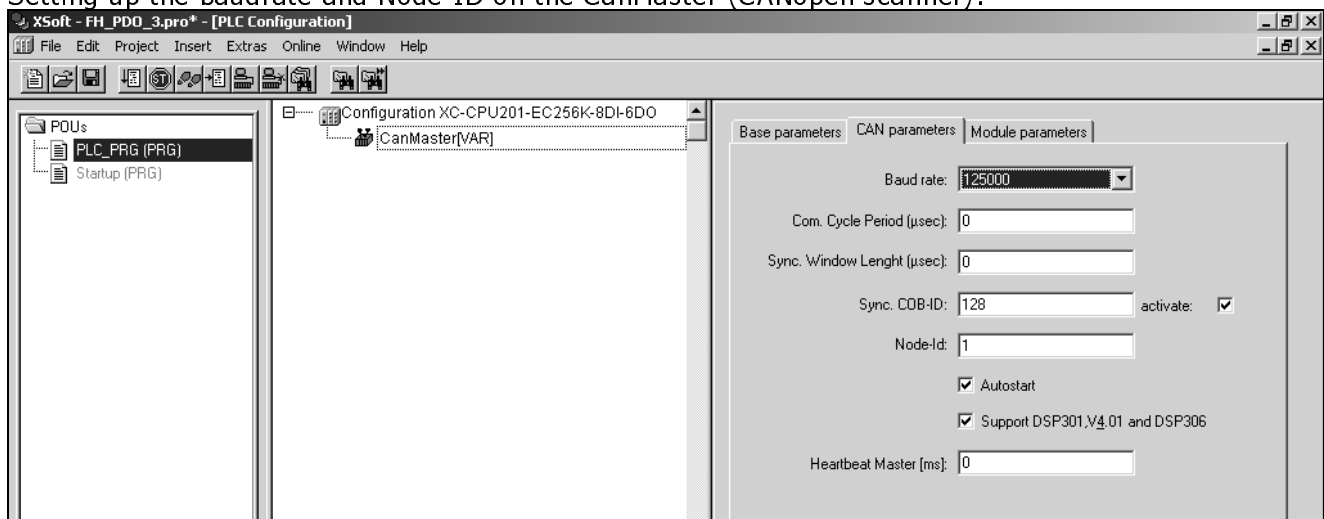 Setting up the baudrate and Node-ID on the CanMaster (CANopen scanner):
XSoft - FH_PDO_3.pro* - [PLC Configuration]
File Edit Project Insert Extras Online Window Help
POUs
PLC_PRG (PRG)
Startup (PRG)
Configuration XC-CPU201-EC256K-8DI-6DO
CanMaster[VAR]
Base parameters CAN parameters Module parameters
Baud rate: 125000
Com. Cycle Period (µsec): 0
Sync. Window Lenght (µsec): 0
Sync. COB-ID: 128 activate:
Node-Id: 1
Autostart
Support DSP301,V4.01 and DSP306
Heartbeat Master [ms]: 0